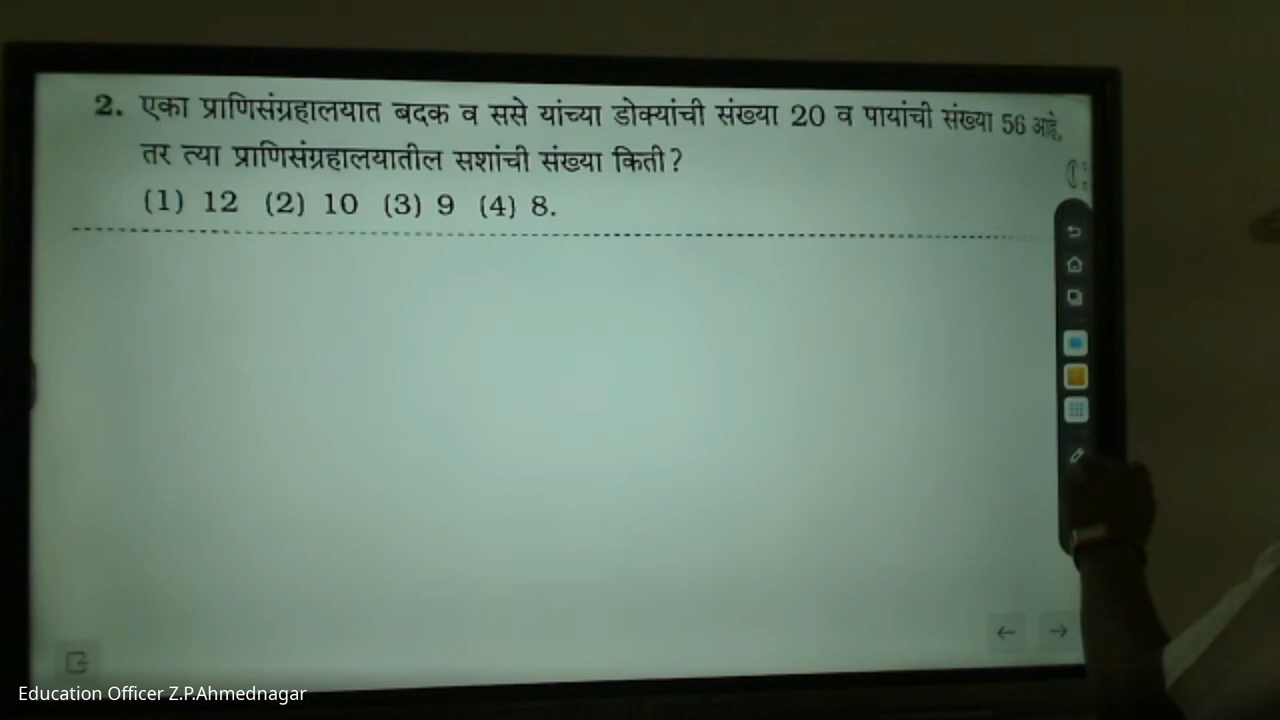 2. एका प्राणिसंग्रहालयात बदक व ससे यांच्या डोक्यांची संख्या 20 व पायांची संख्या 56 आहे,
तर त्या प्राणिसंग्रहालयातील सशांची संख्या किती?
(1) 12 (2) 10 (3) 9 (4) 8.
Education Officer Z.P.Ahmednagar